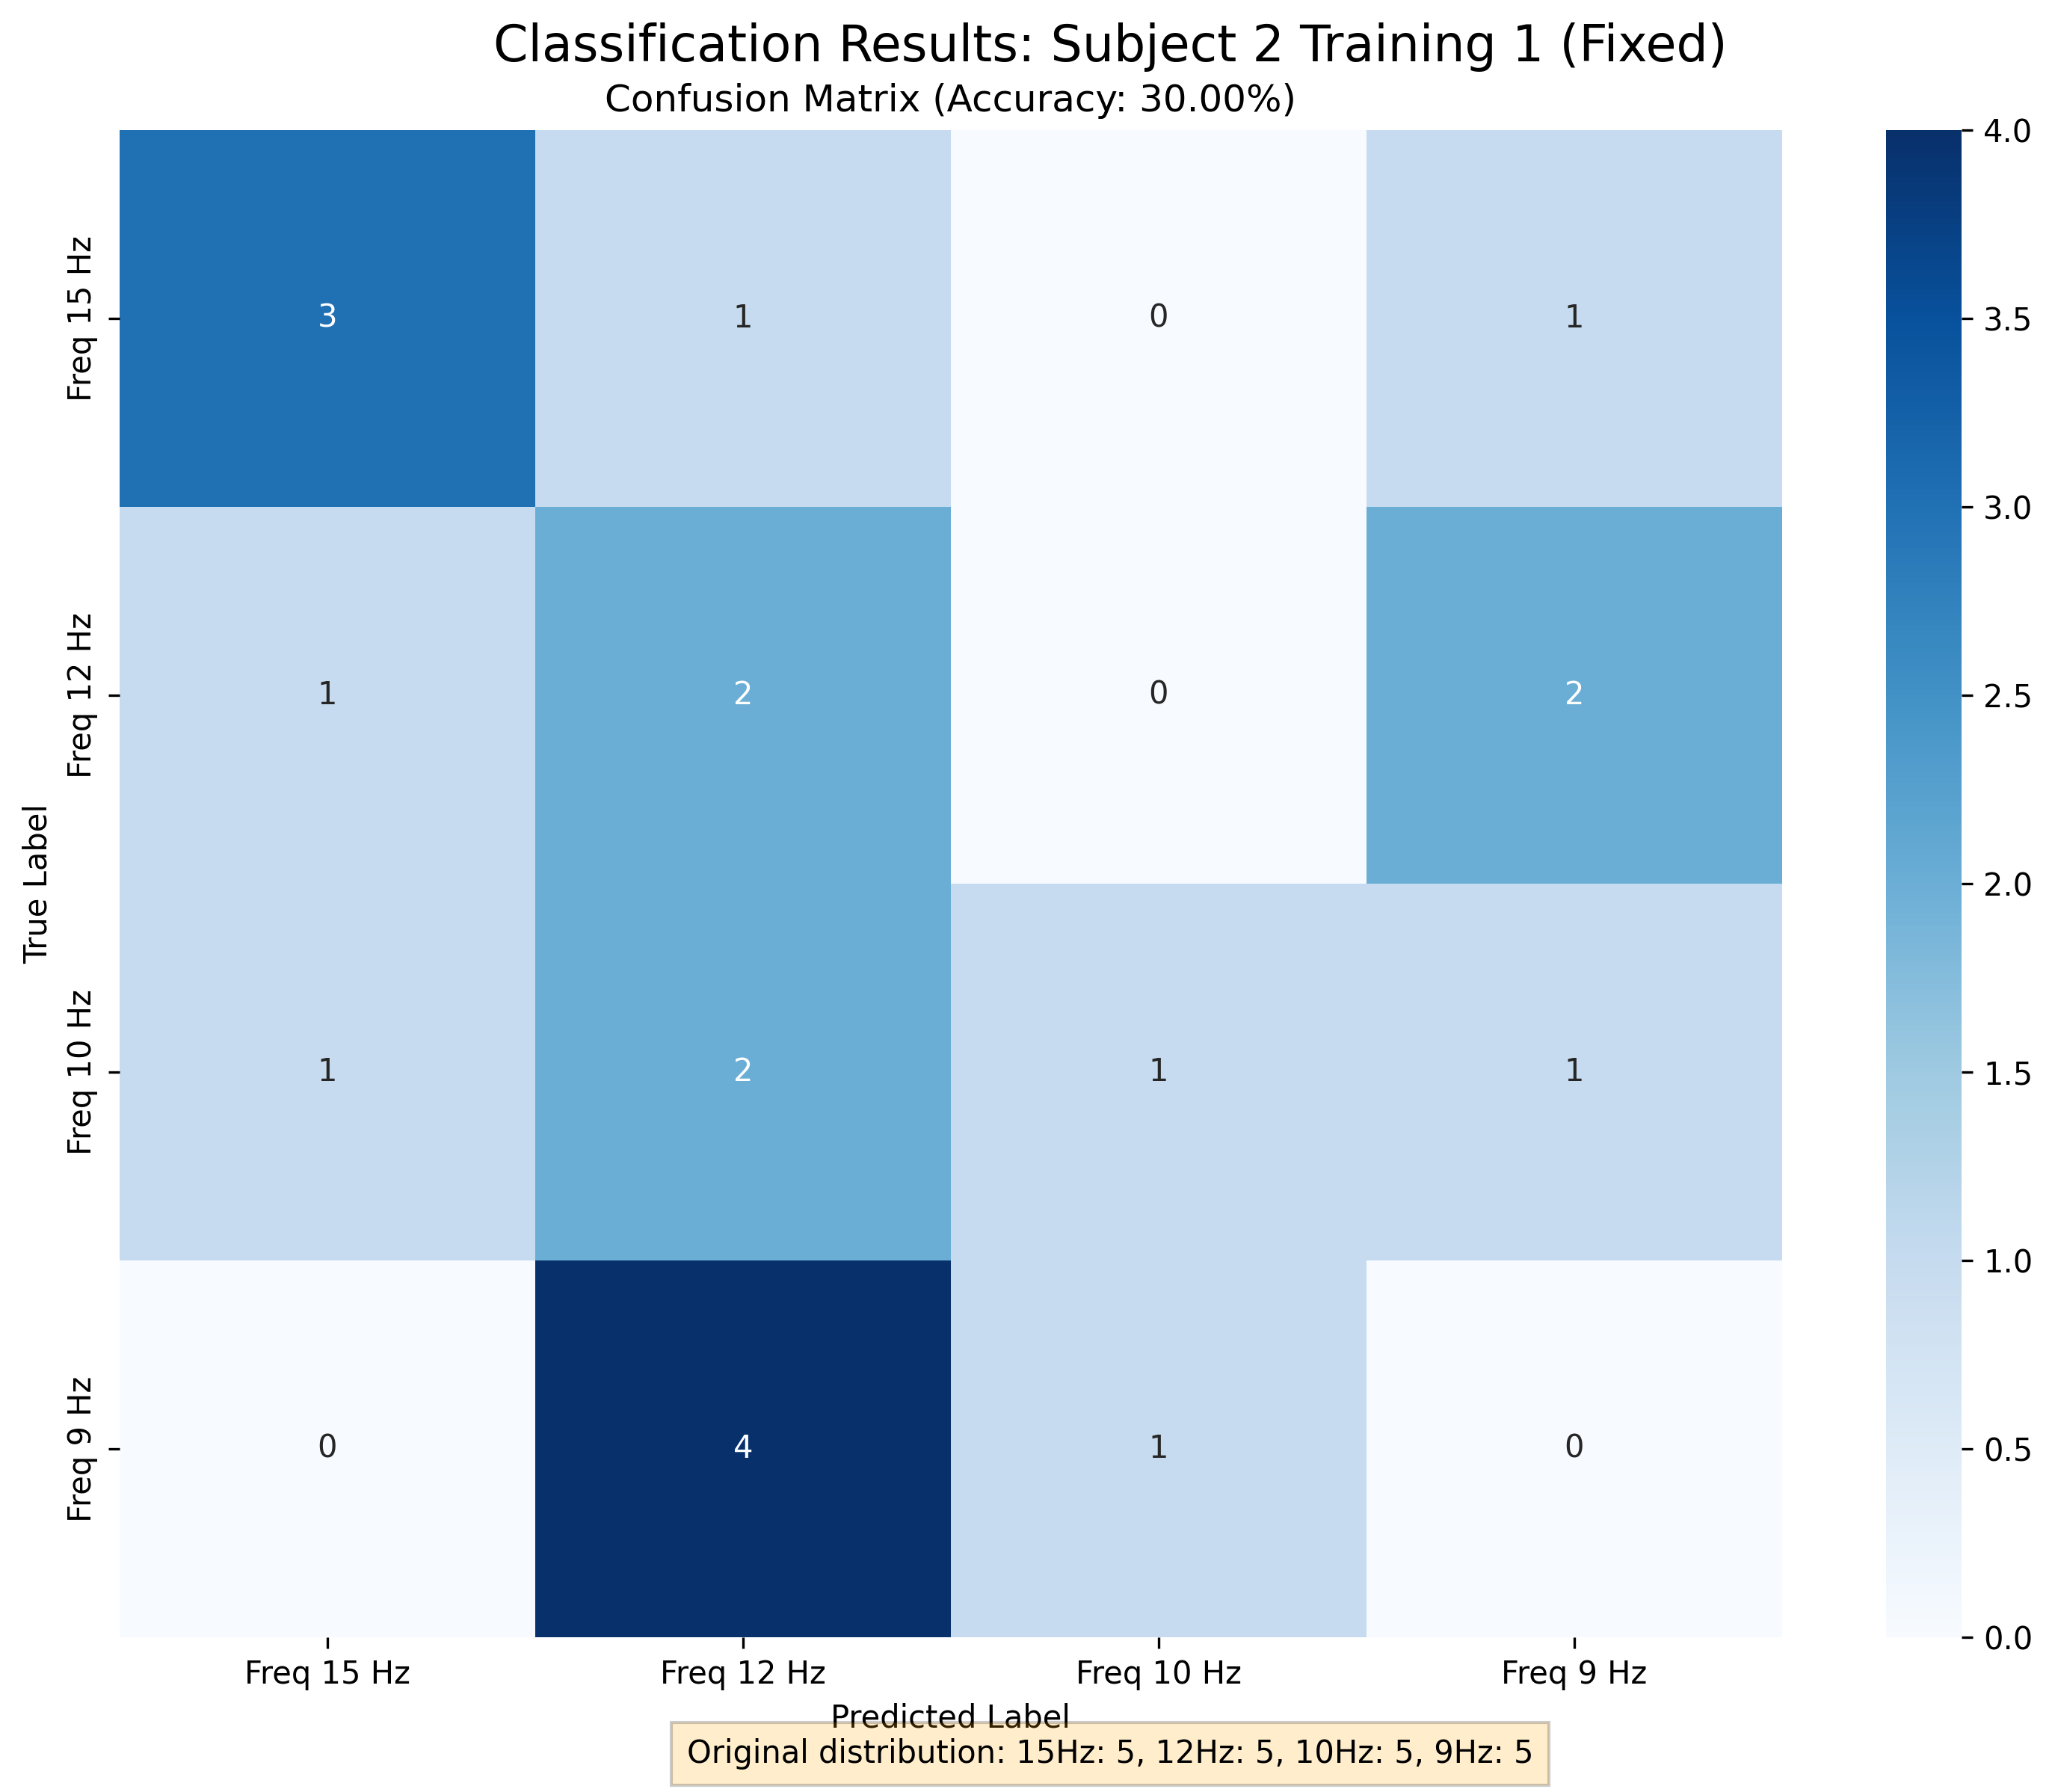 Classification Results: Subject 2 Training 1 (Fixed)
Confusion Matrix (Accuracy: 30.00%)
True Label
Freq 15 Hz
3 1 0 1
Freq 12 Hz
1 2 0 2
Freq 10 Hz
1 2 1 1
Freq 9 Hz
0 4 1 0
Freq 15 Hz Freq 12 Hz Freq 10 Hz Freq 9 Hz
Predicted Label
4.0
3.5
3.0
2.5
2.0
1.5
1.0
0.5
0.0
Original distribution: 15Hz: 5, 12Hz: 5, 10Hz: 5, 9Hz: 5